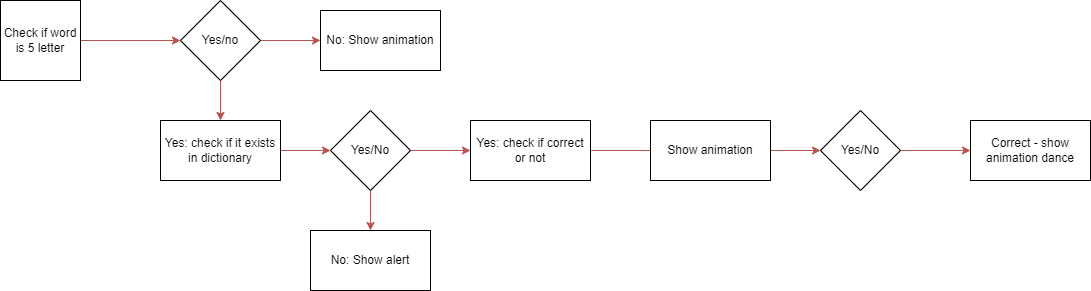 Check if word
is 5 letter
Yes/no
No: Show animation
Yes: check if it exists
in dictionary
Yes/No
Yes: check if correct
or not
Show animation
Yes/No
Correct - show
animation dance
No: Show alert